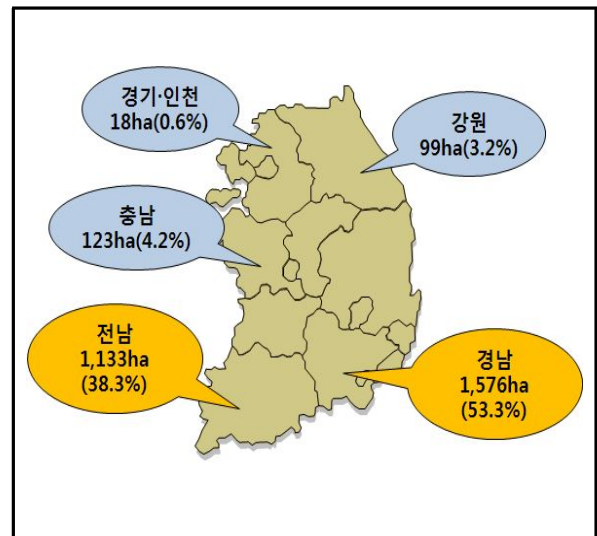 경기·인천
18ha(0.6%)
강원
99ha(3.2%)
충남
123ha(4.2%)
전남
1,133ha
(38.3%)
경남
1,576ha
(53.3%)